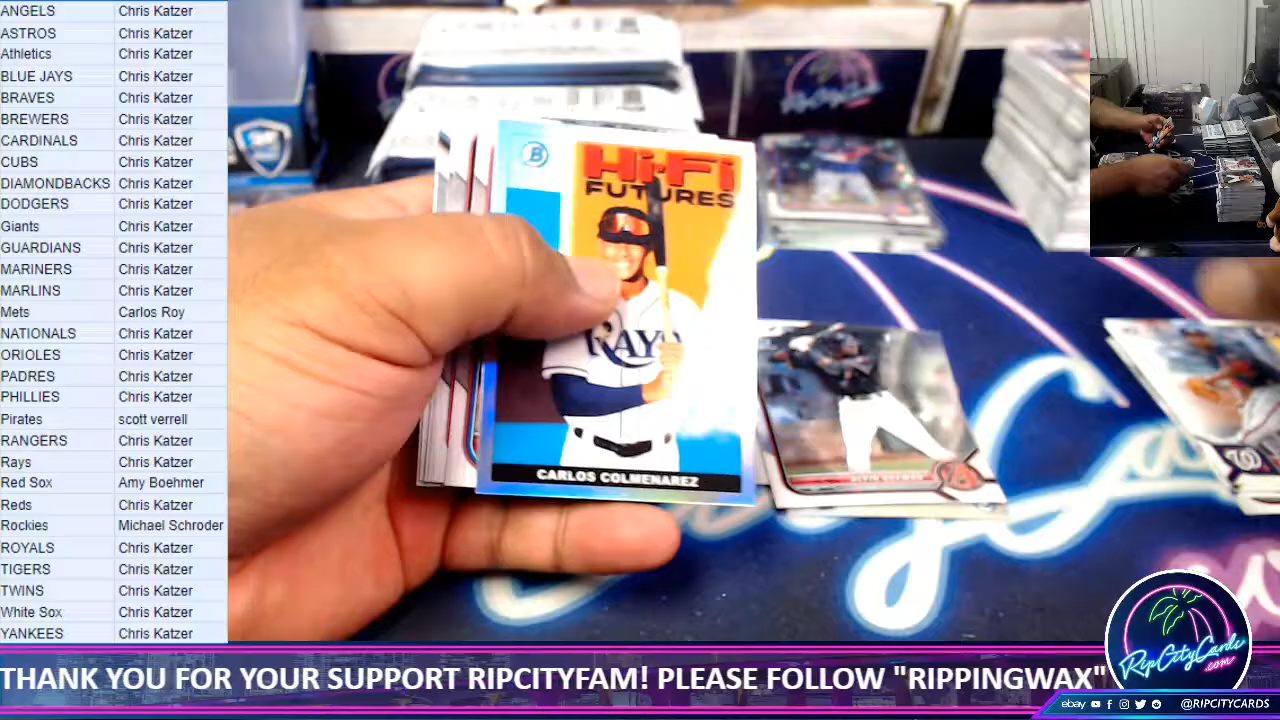 ANGELS Chris Katzer
ASTROS Chris Katzer
Athletics Chris Katzer
BLUE JAYS Chris Katzer
BRAVES Chris Katzer
BREWERS Chris Katzer
CARDINALS Chris Katzer
CUBS Chris Katzer
DIAMONDBACKS Chris Katzer
DODGERS Chris Katzer
Giants Chris Katzer
GUARDIANS Chris Katzer
MARINERS Chris Katzer
MARLINS Chris Katzer
Mets Carlos Roy
NATIONALS Chris Katzer
ORIOLES Chris Katzer
PADRES Chris Katzer
PHILLIES Chris Katzer
Pirates scott verrell
RANGERS Chris Katzer
Rays Chris Katzer
Red Sox Amy Boehmer
Reds Chris Katzer
Rockies Michael Schroder
ROYALS Chris Katzer
TIGERS Chris Katzer
TWINS Chris Katzer
White Sox Chris Katzer
YANKEES Chris Katzer
B
Hi-Fi
FUTURES
RAYS
CARLOS COLMENAREZ
W
RipCityCards
.com
THANK YOU FOR YOUR SUPPORT RIPCITYFAM! PLEASE FOLLOW "RIPPINGWAX"
ebay @RIPCITYCARDS